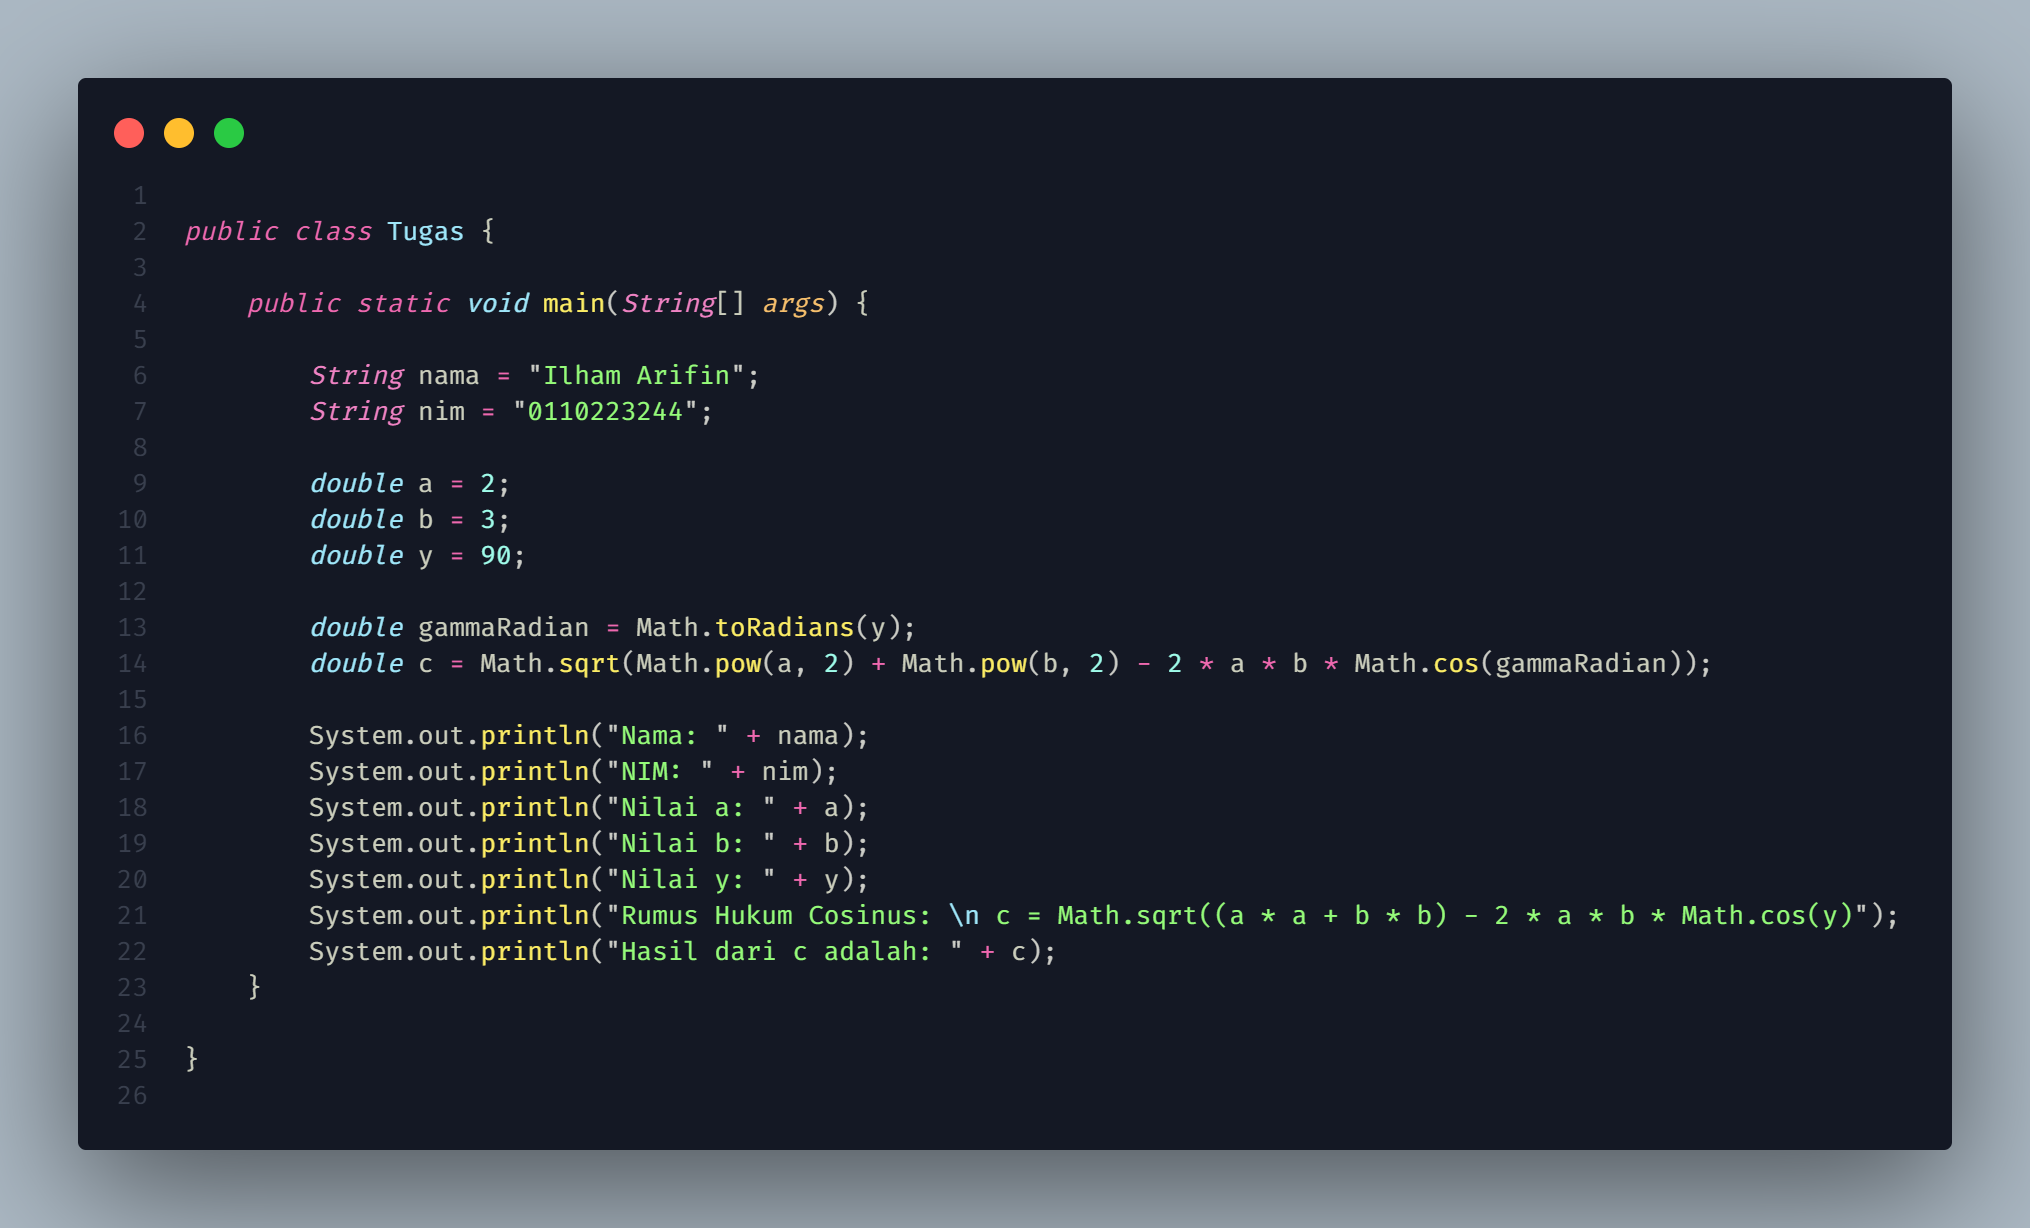 1
2 public class Tugas {
3
4     public static void main(String[] args) {
5
6         String nama = "Ilham Arifin";
7         String nim = "0110223244";
8
9         double a = 2;
10         double b = 3;
11         double y = 90;
12
13         double gammaRadian = Math.toRadians(y);
14         double c = Math.sqrt(Math.pow(a, 2) + Math.pow(b, 2) - 2 * a * b * Math.cos(gammaRadian));
15
16         System.out.println("Nama: " + nama);
17         System.out.println("NIM: " + nim);
18         System.out.println("Nilai a: " + a);
19         System.out.println("Nilai b: " + b);
20         System.out.println("Nilai y: " + y);
21         System.out.println("Rumus Hukum Cosinus: \n c = Math.sqrt((a * a + b * b) - 2 * a * b * Math.cos(y)");
22         System.out.println("Hasil dari c adalah: " + c);
23     }
24
25 }
26